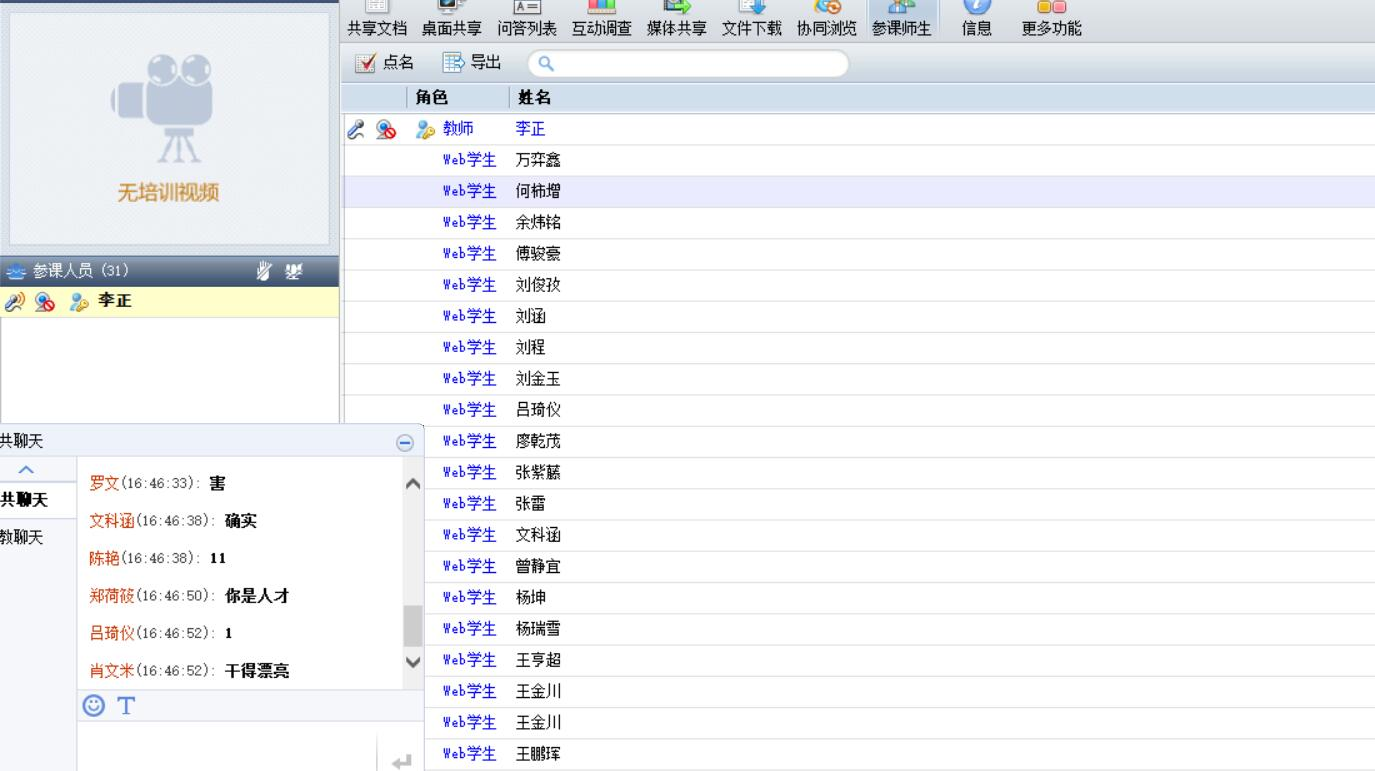 共享文档 桌面共享 问答列表 互动调查 媒体共享 文件下载 协同浏览 参课师生 信息 更多功能
点名 导出
角色 姓名
教师 李正
Web学生 万弈鑫
Web学生 何柿增
Web学生 余炜铭
Web学生 傅骏豪
Web学生 刘俊孜
Web学生 刘涵
Web学生 刘程
Web学生 刘金玉
Web学生 吕琦仪
Web学生 廖乾茂
Web学生 张紫藤
Web学生 张雷
Web学生 文科涵
Web学生 曾静宜
Web学生 杨坤
Web学生 杨瑞雪
Web学生 王亨超
Web学生 王金川
Web学生 王金川
Web学生 王鹏珲
无培训视频
参课人员 (31)
李正
共聊天
共聊天
教聊天
罗文(16:46:33): 害
文科涵(16:46:38): 确实
陈艳(16:46:38): 11
郑荷筱(16:46:50): 你是人才
吕琦仪(16:46:52): 1
肖文米(16:46:52): 干得漂亮